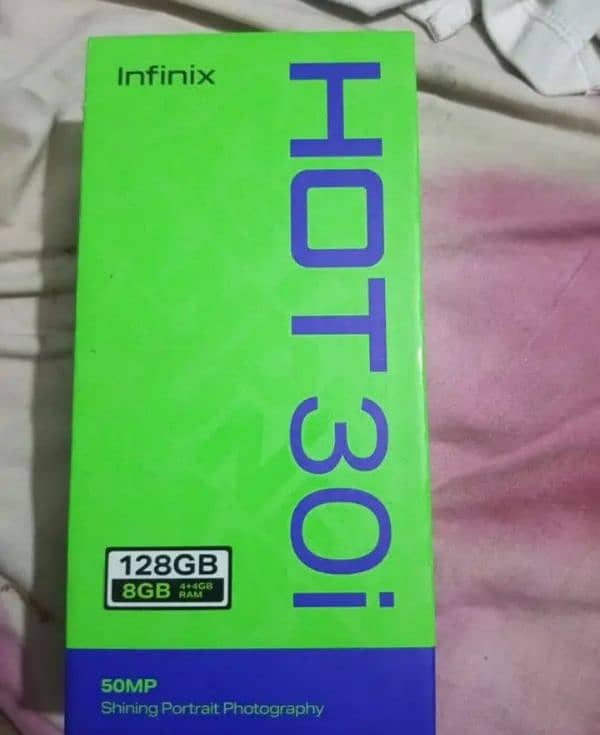 Infinix
HOT 30i
128GB
8GB 4+4GB
RAM
50MP
Shining Portrait Photography